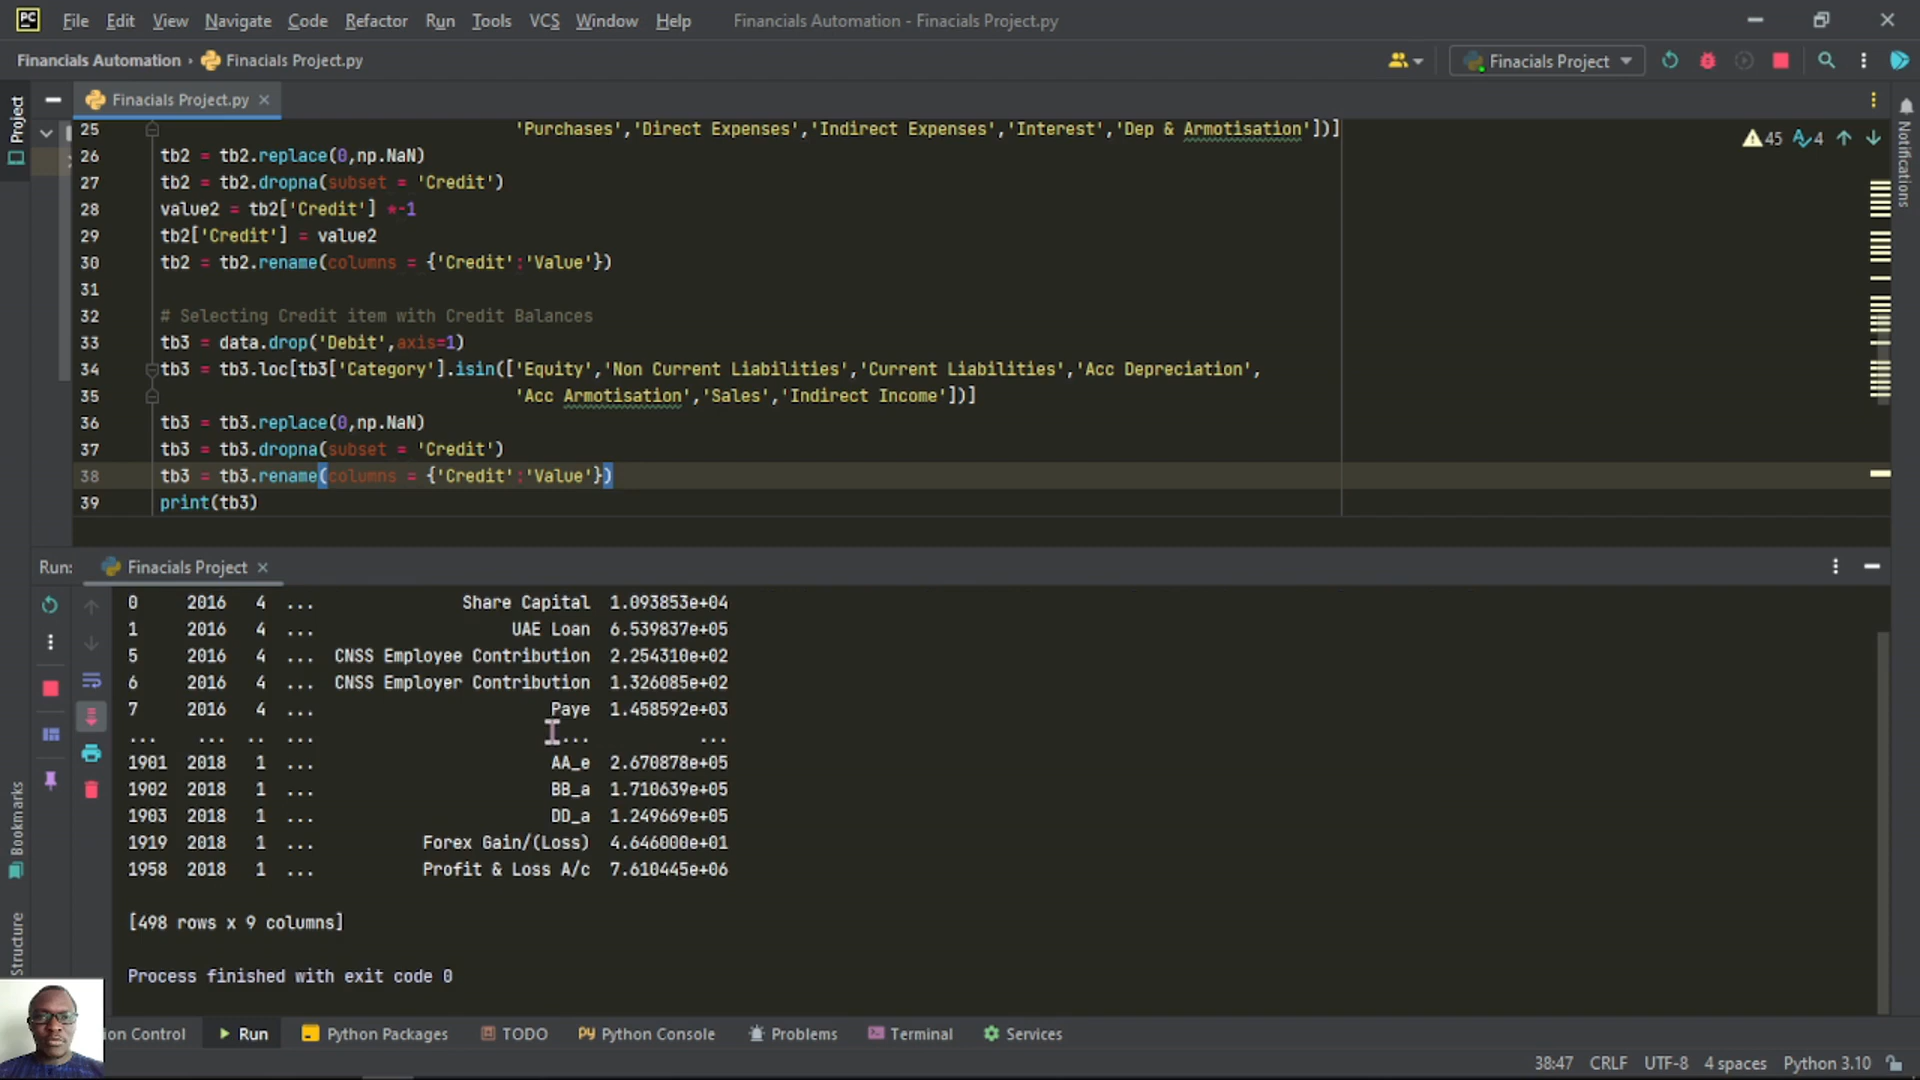 PC File Edit View Navigate Code Refactor Run Tools VCS Window Help Financials Automation - Finacials Project.py
Financials Automation › Finacials Project.py Finacials Project
Project
Finacials Project.py
25 'Purchases','Direct Expenses','Indirect Expenses','Interest','Dep & Armotisation'])]
45 4
26 tb2 = tb2.replace(0,np.NaN)
27 tb2 = tb2.dropna(subset = 'Credit')
28 value2 = tb2['Credit'] *-1
29 tb2['Credit'] = value2
30 tb2 = tb2.rename(columns = {'Credit':'Value'})
31
32 # Selecting Credit item with Credit Balances
33 tb3 = data.drop('Debit',axis=1)
34 tb3 = tb3.loc[tb3['Category'].isin(['Equity','Non Current Liabilities','Current Liabilities','Acc Depreciation',
35 'Acc Armotisation','Sales','Indirect Income'])]
36 tb3 = tb3.replace(0,np.NaN)
37 tb3 = tb3.dropna(subset = 'Credit')
38 tb3 = tb3.rename(columns = {'Credit':'Value'})
39 print(tb3)
Notifications
Run: Finacials Project
0 2016 4 ... Share Capital 1.093853e+04
1 2016 4 ... UAE Loan 6.539837e+05
5 2016 4 ... CNSS Employee Contribution 2.254310e+02
6 2016 4 ... CNSS Employer Contribution 1.326085e+02
7 2016 4 ... Paye 1.458592e+03
... ... .. ... ... ...
1901 2018 1 ... AA_e 2.670878e+05
1902 2018 1 ... BB_a 1.710639e+05
1903 2018 1 ... DD_a 1.249669e+05
1919 2018 1 ... Forex Gain/(Loss) 4.646000e+01
1958 2018 1 ... Profit & Loss A/c 7.610445e+06
[498 rows x 9 columns]
Process finished with exit code 0
Bookmarks
Structure
ion Control Run Python Packages TODO Python Console Problems Terminal Services
38:47 CRLF UTF-8 4 spaces Python 3.10